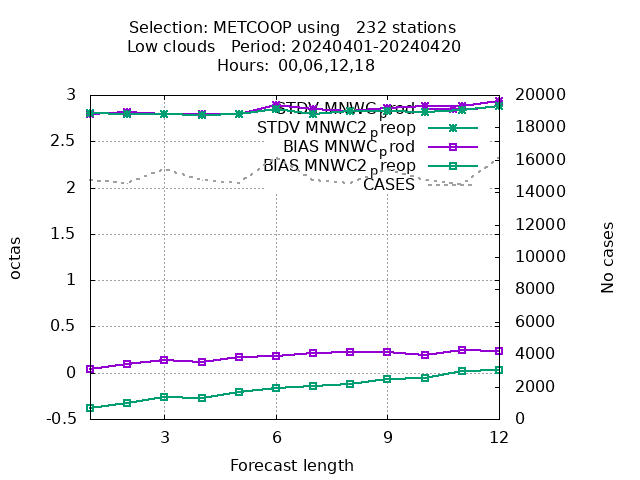 Selection: METCOOP using 232 stations
Low clouds Period: 20240401-20240420
Hours: 00,06,12,18
STDV MNWC_prod
STDV MNWC2_preop
BIAS MNWC_prod
BIAS MNWC2_preop
CASES
3
2.5
2
1.5
1
0.5
0
-0.5
octas
20000
18000
16000
14000
12000
10000
8000
6000
4000
2000
0
No cases
3 6 9 12
Forecast length